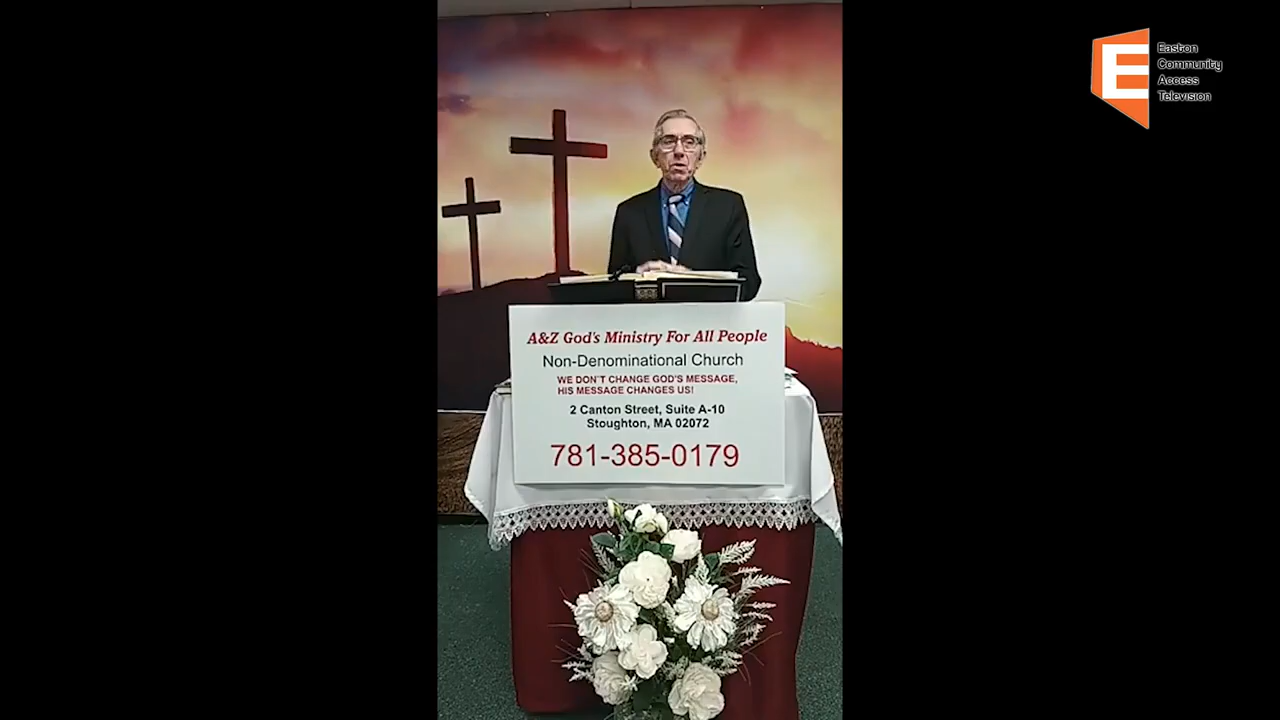 Easton
Community
Access
Television
A&Z God's Ministry For All People
Non-Denominational Church
WE DON'T CHANGE GOD'S MESSAGE,
HIS MESSAGE CHANGES US!
2 Canton Street, Suite A-10
Stoughton, MA 02072
781-385-0179